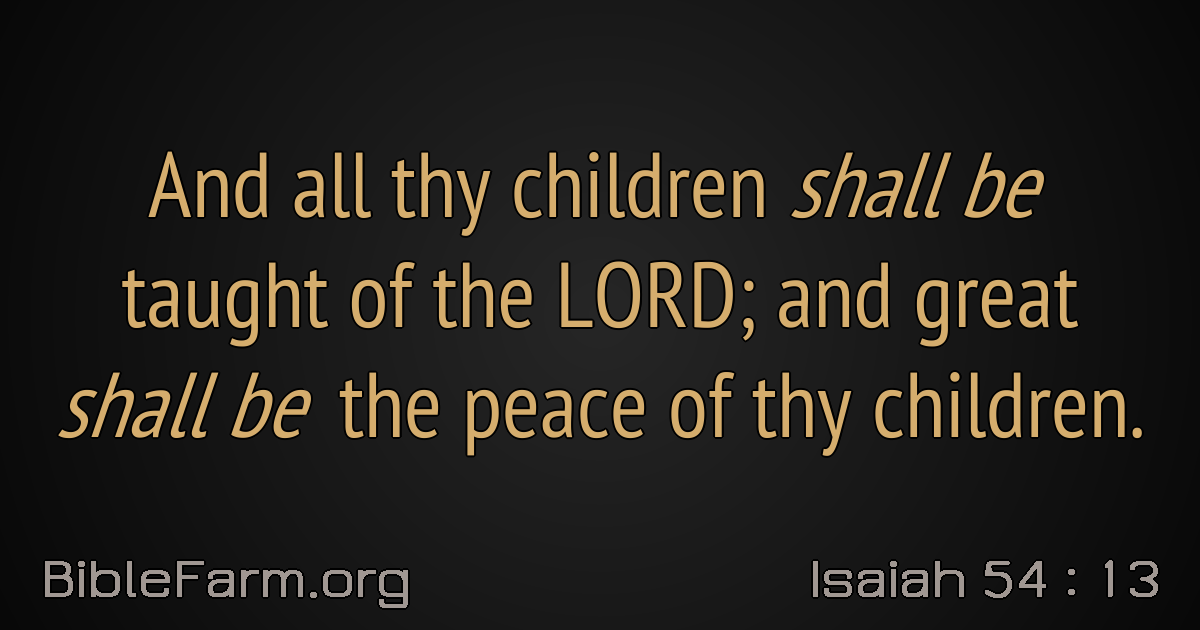 And all thy children shall be
taught of the LORD; and great
shall be the peace of thy children.
BibleFarm.org
Isaiah 54 : 13